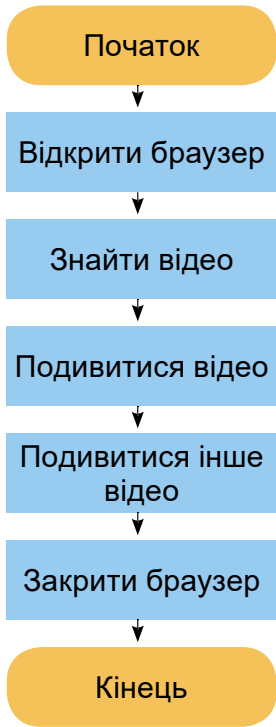 Початок
Відкрити браузер
Знайти відео
Подивитися відео
Подивитися інше
відео
Закрити браузер
Кінець